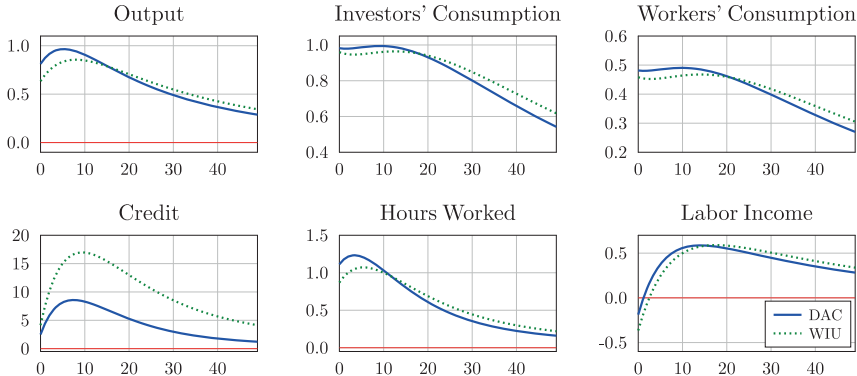 Output
Investors' Consumption
Workers' Consumption
1.0
0.5
0.0
0 10 20 30 40
1.0
0.8
0.6
0.4
0 10 20 30 40
0.6
0.5
0.4
0.3
0.2
0 10 20 30 40
Credit
Hours Worked
Labor Income
20
15
10
5
0
0 10 20 30 40
1.5
1.0
0.5
0.0
0 10 20 30 40
0.5
0.0
-0.5
0 10 20 30 40
DAC
WIU